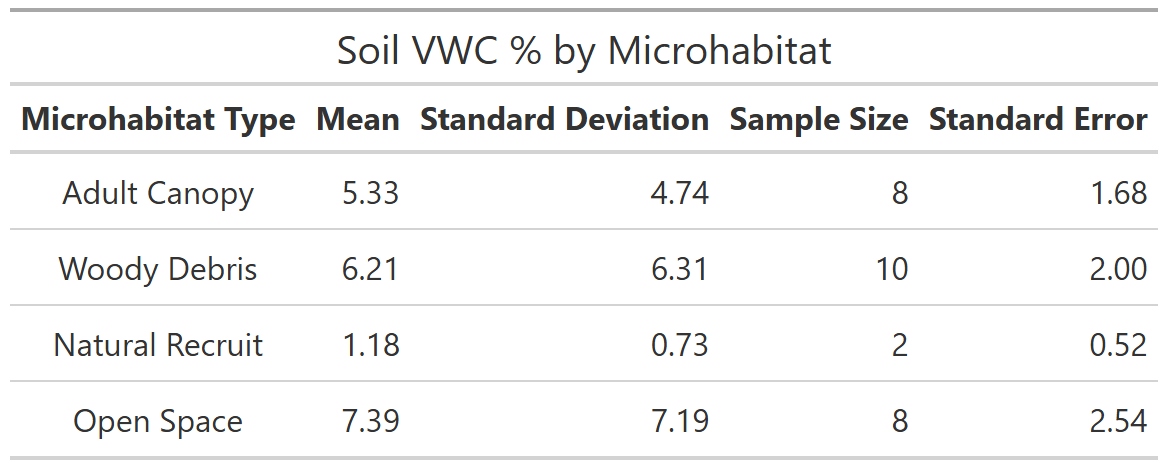 Soil VWC % by Microhabitat
Microhabitat Type Mean Standard Deviation Sample Size Standard Error
Adult Canopy 5.33 4.74 8 1.68
Woody Debris 6.21 6.31 10 2.00
Natural Recruit 1.18 0.73 2 0.52
Open Space 7.39 7.19 8 2.54